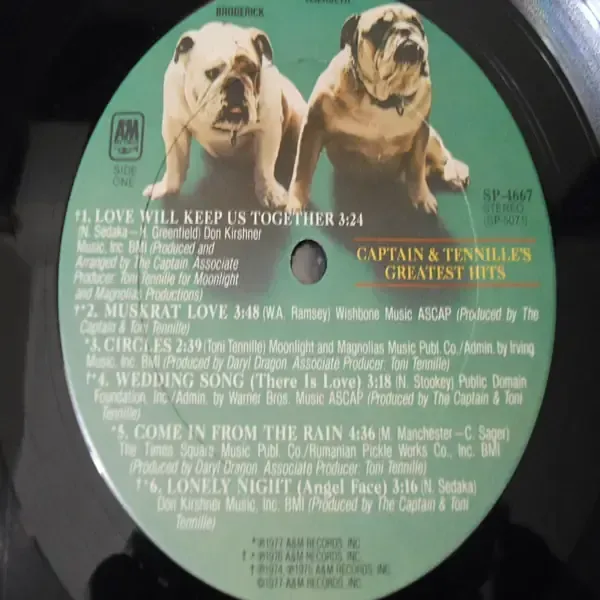 BRODERICK
A&M
RECORDS
SIDE
ONE
SP-4667
STEREO
(SP-5071)
*1. LOVE WILL KEEP US TOGETHER 3:24
(N. Sedaka—H. Greenfield) Don Kirshner
Music, Inc. BMI (Produced and
Arranged by The Captain. Associate
Producer: Toni Tennille for Moonlight
and Magnolias Productions)
CAPTAIN & TENNILLE'S
GREATEST HITS
†*2. MUSKRAT LOVE 3:48 (W.A. Ramsey) Wishbone Music ASCAP (Produced by The
Captain & Toni Tennille)
*3. CIRCLES 2:39 (Toni Tennille) Moonlight and Magnolias Music Publ. Co./Admin. by Irving
Music, Inc. BMI (Produced by Daryl Dragon. Associate Producer: Toni Tennille)
†*4. WEDDING SONG (There Is Love) 3:18 (N. Stookey) Public Domain
Foundation, Inc./Admin. by Warner Bros. Music ASCAP (Produced by The Captain & Toni
Tennille)
*5. COME IN FROM THE RAIN 4:36 (M. Manchester—C. Sager)
The Times Square Music Publ. Co./Rumanian Pickle Works Co., Inc. BMI
(Produced by Daryl Dragon. Associate Producer: Toni Tennille)
†*6. LONELY NIGHT (Angel Face) 3:16 (N. Sedaka)
Don Kirshner Music, Inc. BMI (Produced by The Captain & Toni
Tennille)
*℗1977 A&M RECORDS, INC.
†*℗1976 A&M RECORDS, INC.
†*℗1974, ℗1975 A&M RECORDS, INC.
©1977 A&M RECORDS, INC.